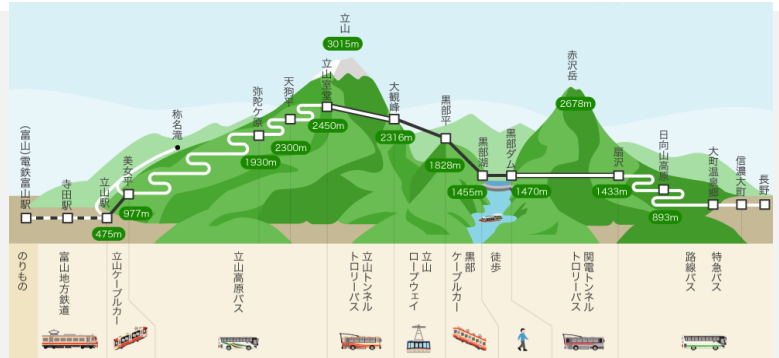 立山
3015m
赤沢岳
2678m
(富山)電鉄富山駅
寺田駅
立山駅
475m
美女平
977m
称名滝
弥陀ケ原
1930m
天狗平
2300m
立山室堂
2450m
大観峰
2316m
黒部平
1828m
黒部湖
1455m
黒部ダム
1470m
扇沢
1433m
日向山高原
893m
大町温泉郷
信濃大町
長野
のりもの
富山地方鉄道
立山ケーブルカー
立山高原バス
立山トンネル
トロリーバス
立山
ロープウェイ
黒部
ケーブルカー
徒歩
関電トンネル
トロリーバス
特急バス
路線バス